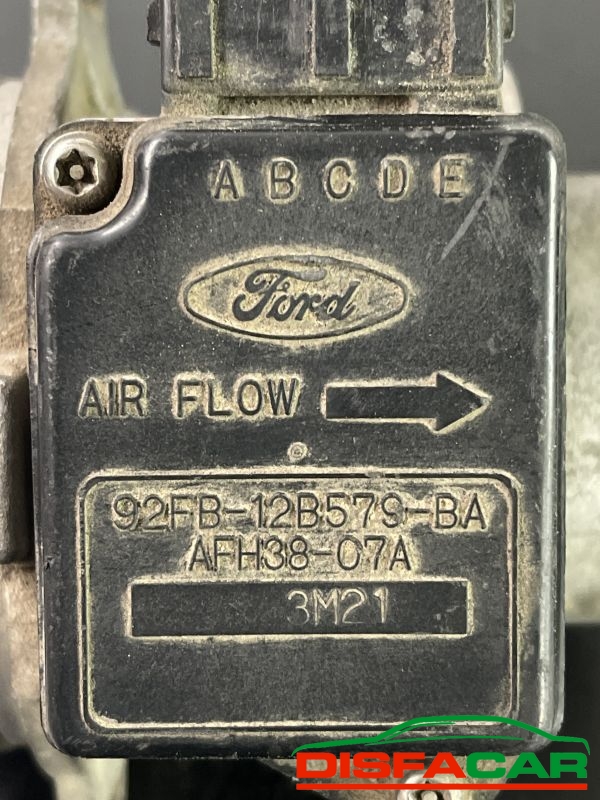 A B C D E
Ford
AIR FLOW
92FB-12B579-BA
AFH38-07A
3M21
DISFACAR